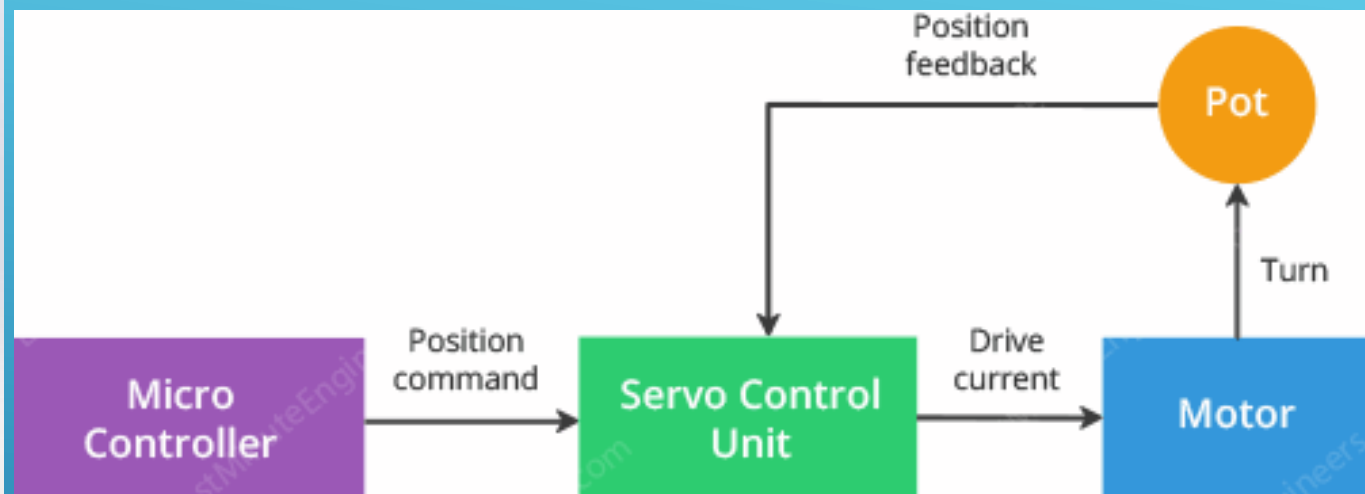 Position
feedback
Pot
Turn
Position
command
Drive
current
Micro
Controller
Servo Control
Unit
Motor